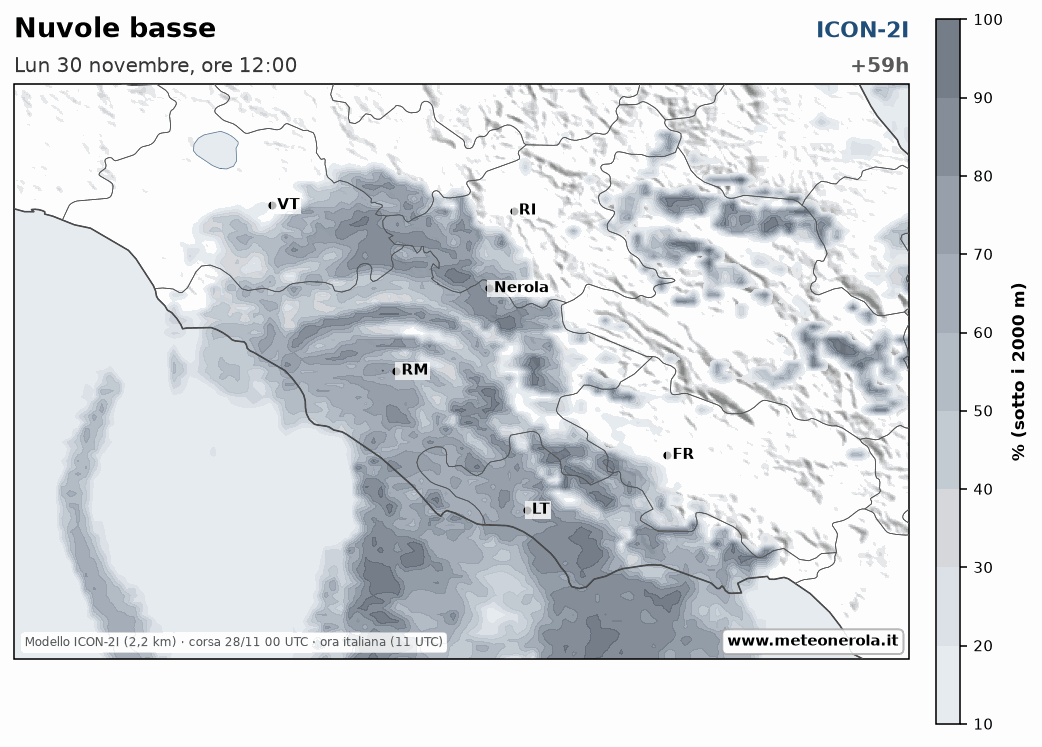 Nuvole basse
ICON-2I
Lun 30 novembre, ore 12:00
+59h
VT
RI
Nerola
RM
FR
LT
Modello ICON-2I (2,2 km) · corsa 28/11 00 UTC · ora italiana (11 UTC)
www.meteonerola.it
100
90
80
70
60
50
40
30
20
10
% (sotto i 2000 m)